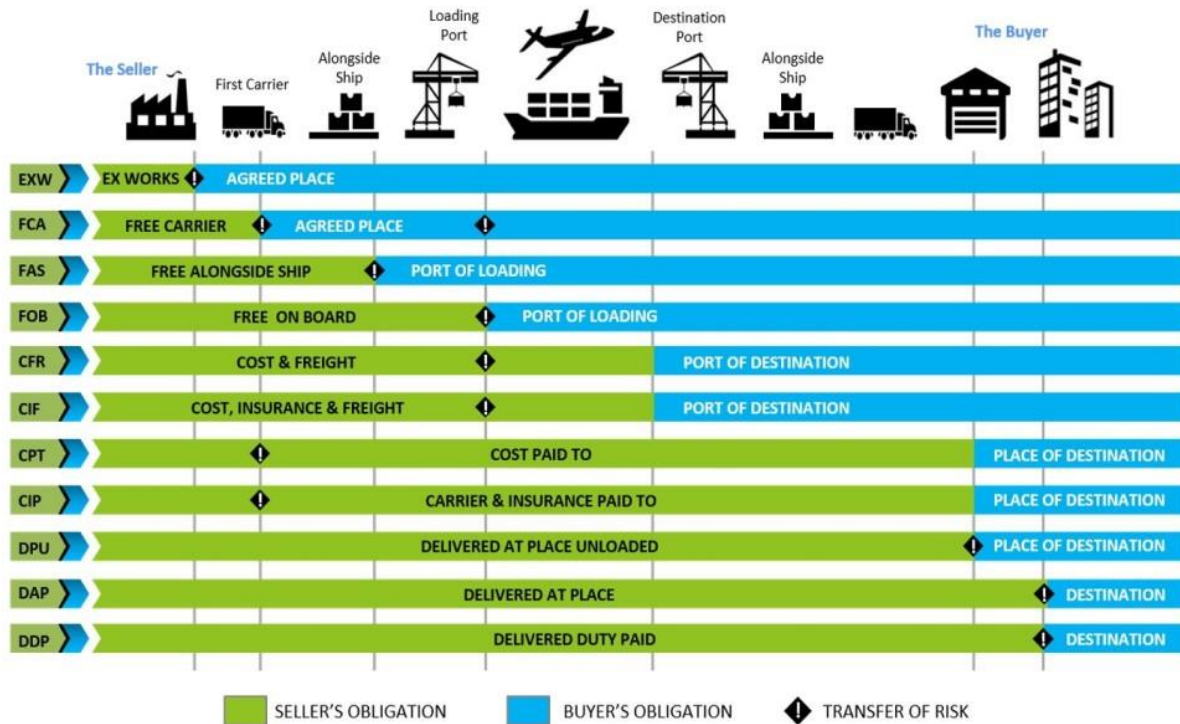 The Seller
First Carrier
Alongside
Ship
Loading
Port
Destination
Port
Alongside
Ship
The Buyer
EXW EX WORKS ! AGREED PLACE
FCA FREE CARRIER ! AGREED PLACE !
FAS FREE ALONGSIDE SHIP ! PORT OF LOADING
FOB FREE ON BOARD ! PORT OF LOADING
CFR COST & FREIGHT ! PORT OF DESTINATION
CIF COST, INSURANCE & FREIGHT ! PORT OF DESTINATION
CPT ! COST PAID TO PLACE OF DESTINATION
CIP ! CARRIER & INSURANCE PAID TO PLACE OF DESTINATION
DPU DELIVERED AT PLACE UNLOADED ! PLACE OF DESTINATION
DAP DELIVERED AT PLACE ! DESTINATION
DDP DELIVERED DUTY PAID ! DESTINATION
SELLER'S OBLIGATION BUYER'S OBLIGATION ! TRANSFER OF RISK